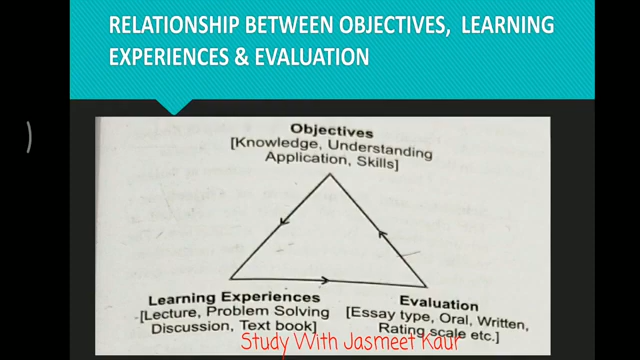 RELATIONSHIP BETWEEN OBJECTIVES, LEARNING
EXPERIENCES & EVALUATION
Objectives
[Knowledge, Understanding
Application, Skills]
Learning Experiences
[Lecture, Problem Solving
Discussion, Text book]
Evaluation
[Essay type, Oral, Written,
Rating scale etc.]
Study With Jasmeet Kaur